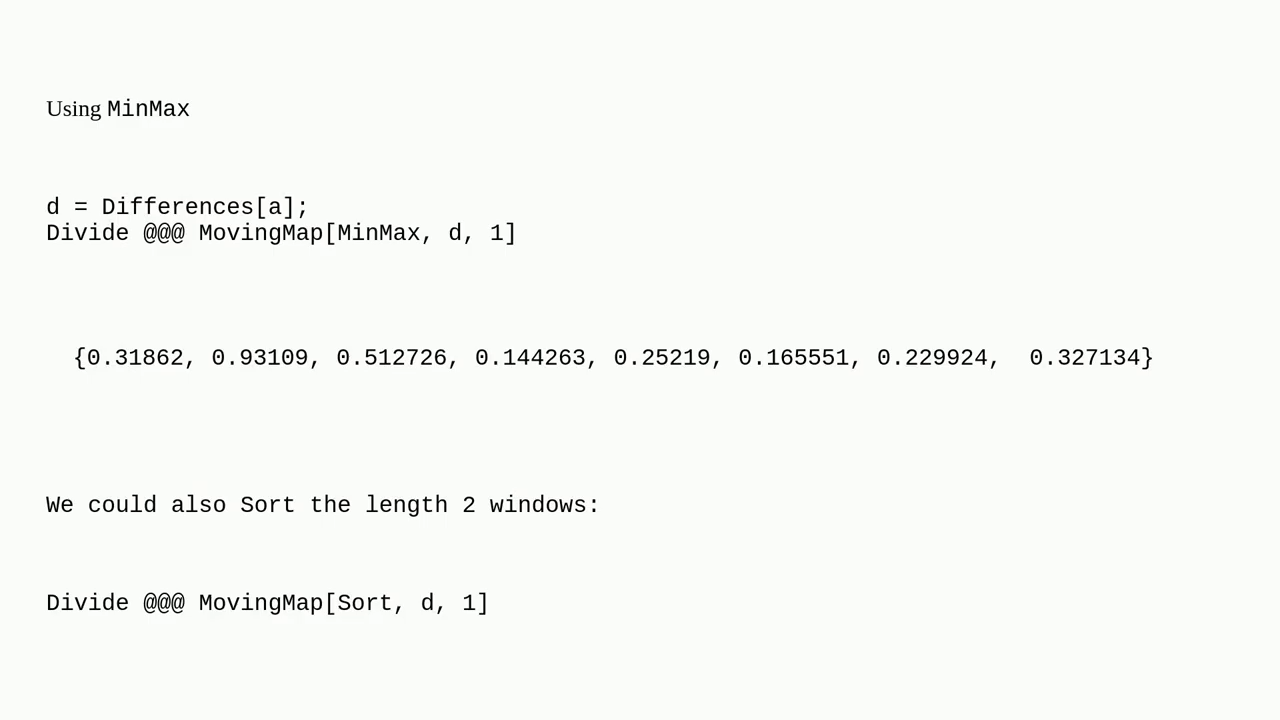 Using MinMax
d = Differences[a];
Divide @@@ MovingMap[MinMax, d, 1]
{0.31862, 0.93109, 0.512726, 0.144263, 0.25219, 0.165551, 0.229924,  0.327134}
We could also Sort the length 2 windows:
Divide @@@ MovingMap[Sort, d, 1]